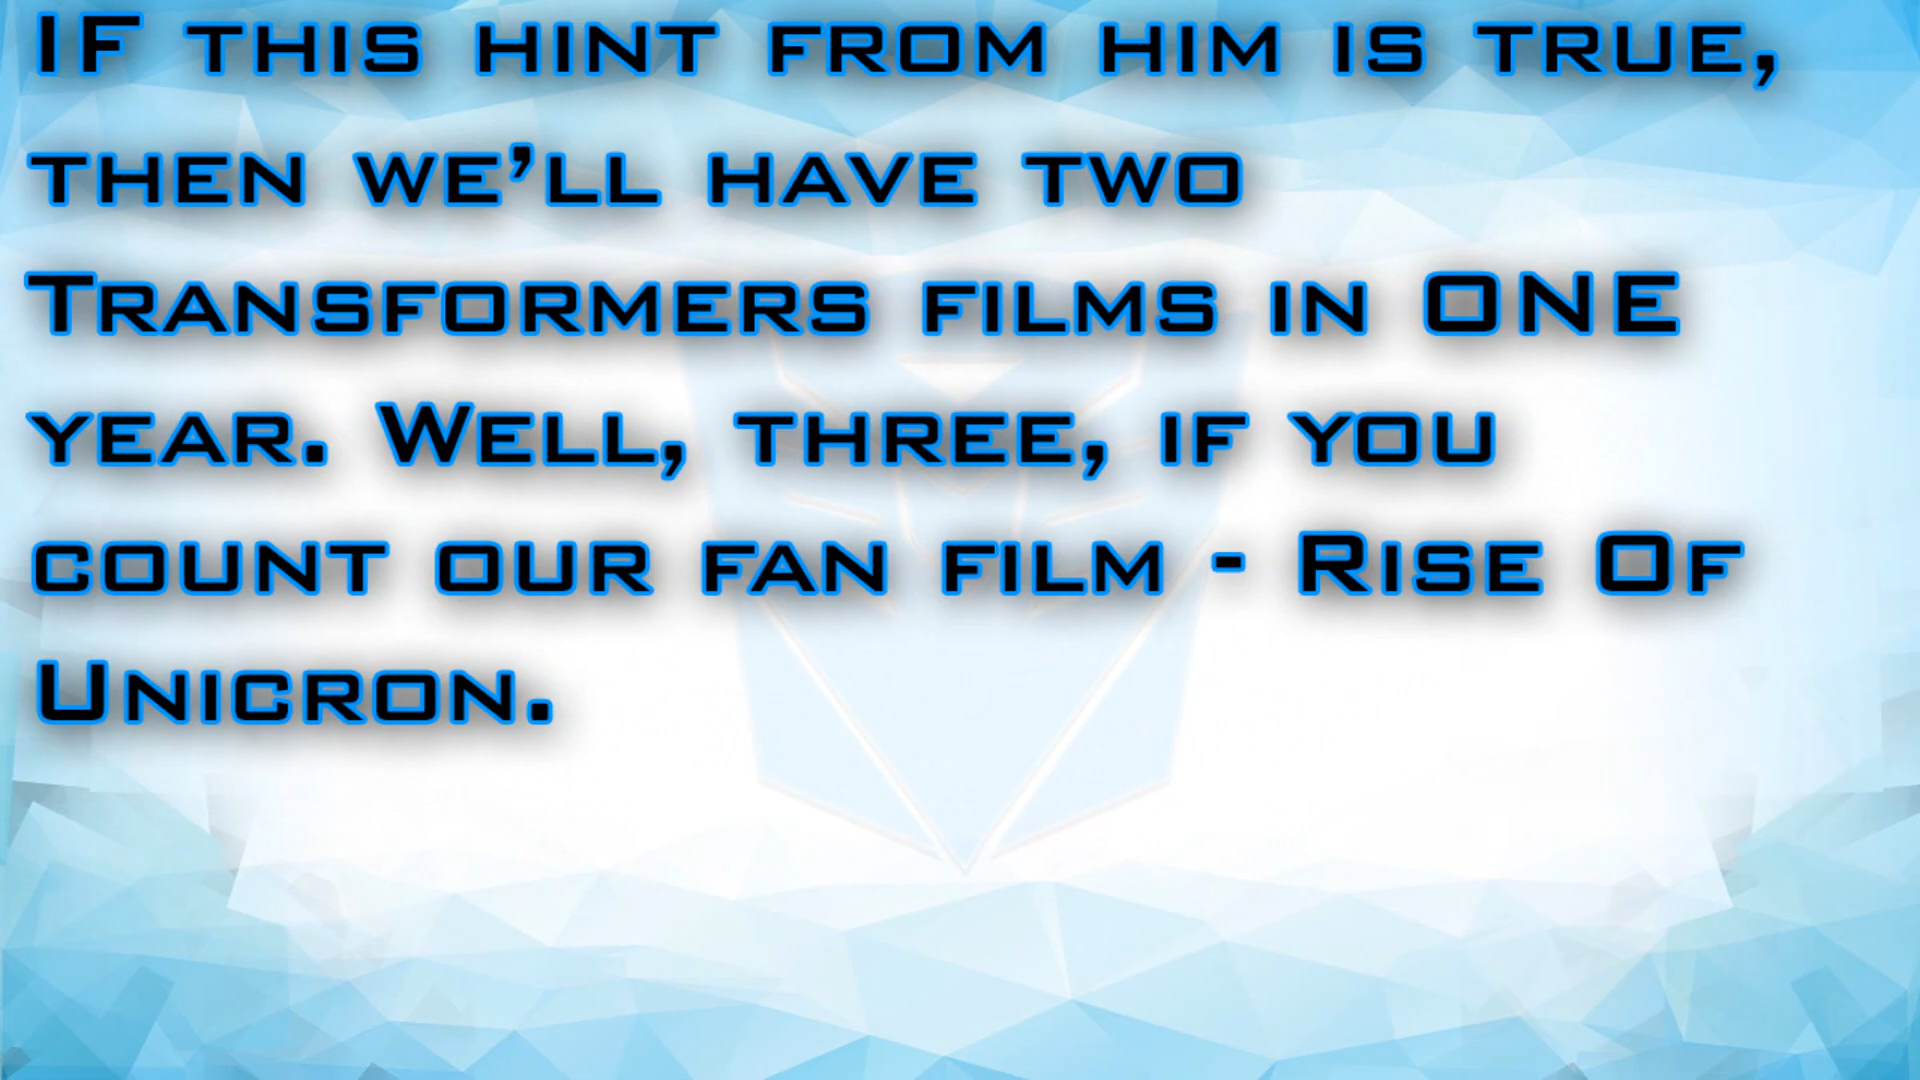 IF THIS HINT FROM HIM IS TRUE,
THEN WE'LL HAVE TWO
TRANSFORMERS FILMS IN ONE
YEAR. WELL, THREE, IF YOU
COUNT OUR FAN FILM - RISE OF
UNICRON.